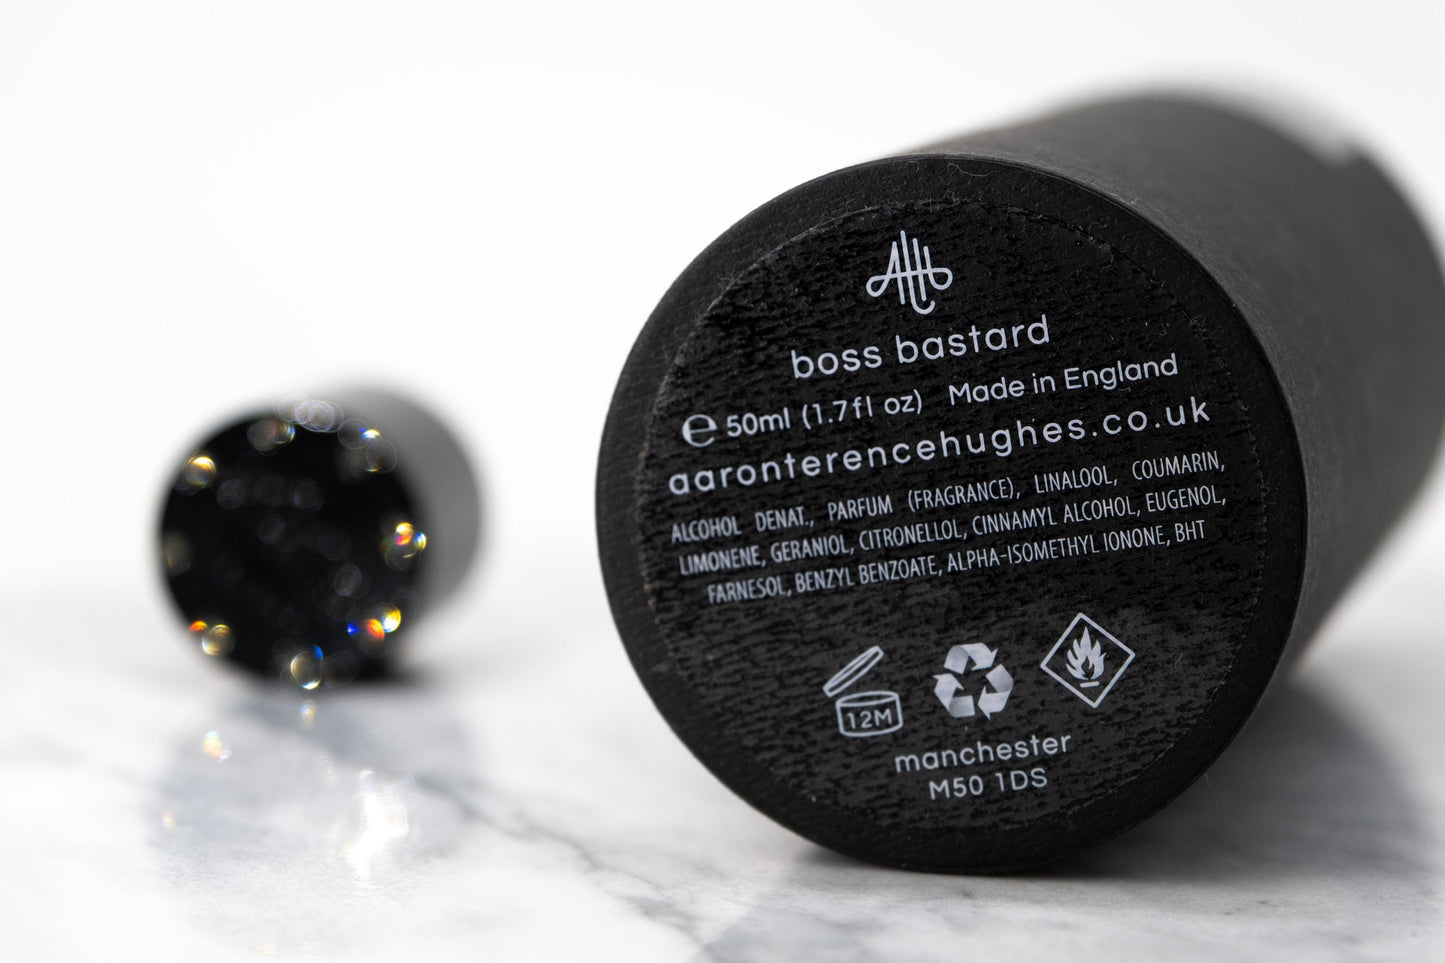 ATH
boss bastard
℮ 50ml (1.7fl oz) Made in England
aaronterencehughes.co.uk
ALCOHOL DENAT., PARFUM (FRAGRANCE), LINALOOL, COUMARIN,
LIMONENE, GERANIOL, CITRONELLOL, CINNAMYL ALCOHOL, EUGENOL,
FARNESOL, BENZYL BENZOATE, ALPHA-ISOMETHYL IONONE, BHT
12M
manchester
M50 1DS